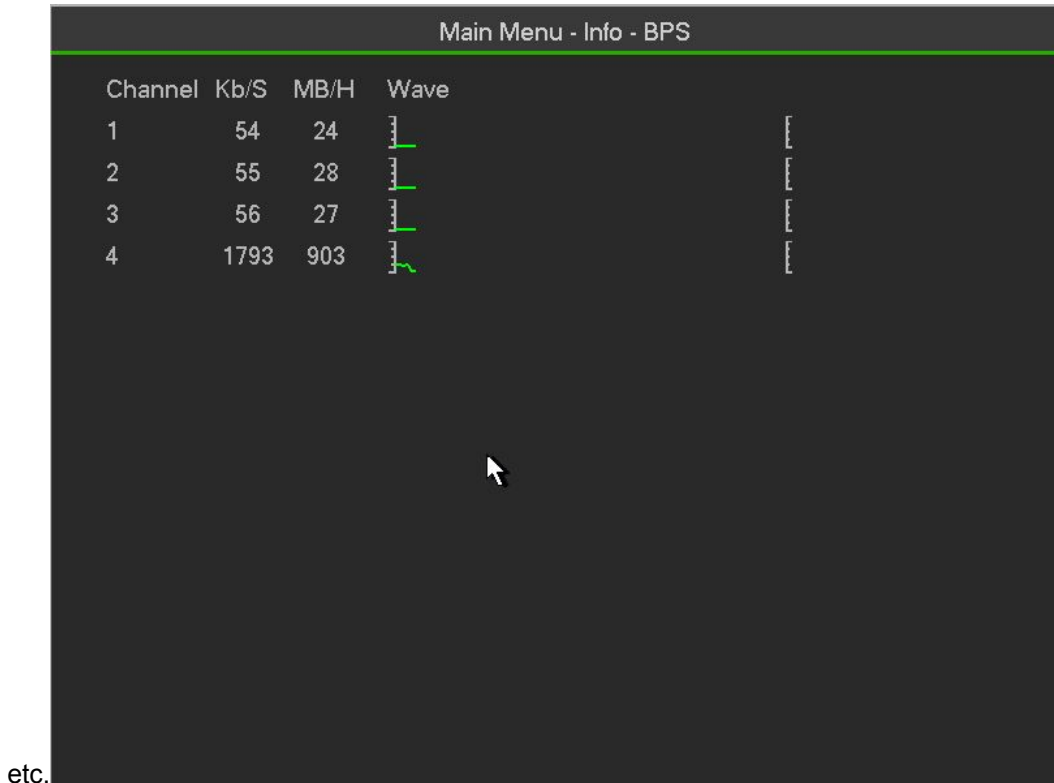 Main Menu - Info - BPS
Channel Kb/S MB/H Wave
1 54 24
2 55 28
3 56 27
4 1793 903
etc.